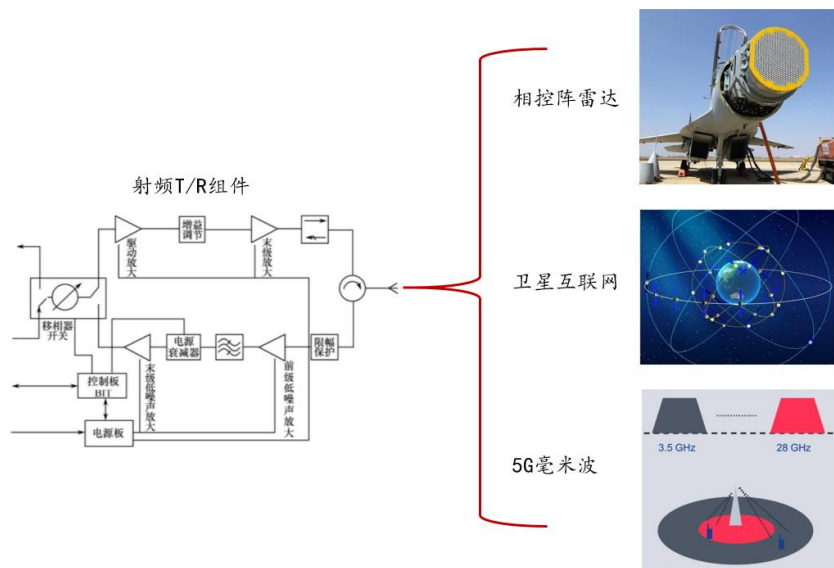 射频T/R组件
驱动放大
增益调节
末级放大
移相器
开关
末级低噪声放大
电源
衰减器
前级低噪声放大
限幅
保护
控制板
BIT
电源板
相控阵雷达
卫星互联网
5G毫米波
3.5 GHz
28 GHz